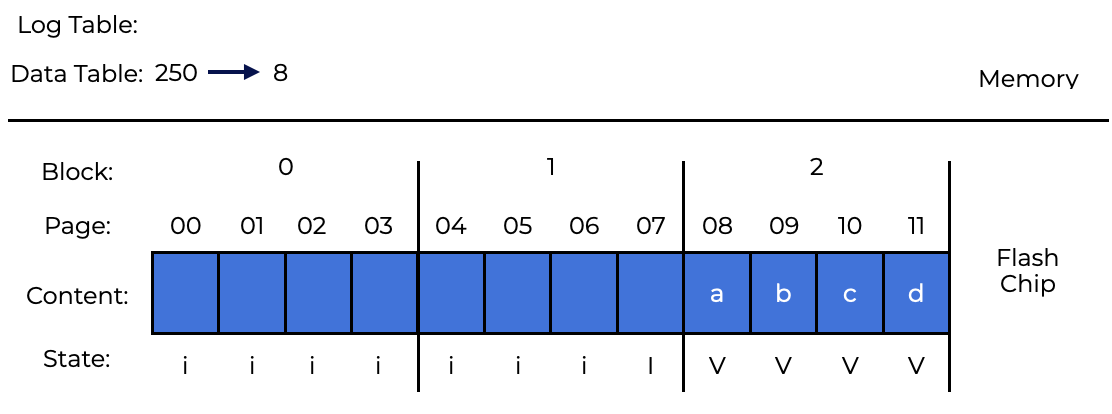 Log Table:
Data Table: 250 8
Memory
Block: 0 1 2
Page: 00 01 02 03 04 05 06 07 08 09 10 11
Flash
Chip
Content: a b c d
State: i i i i i i i I V V V V